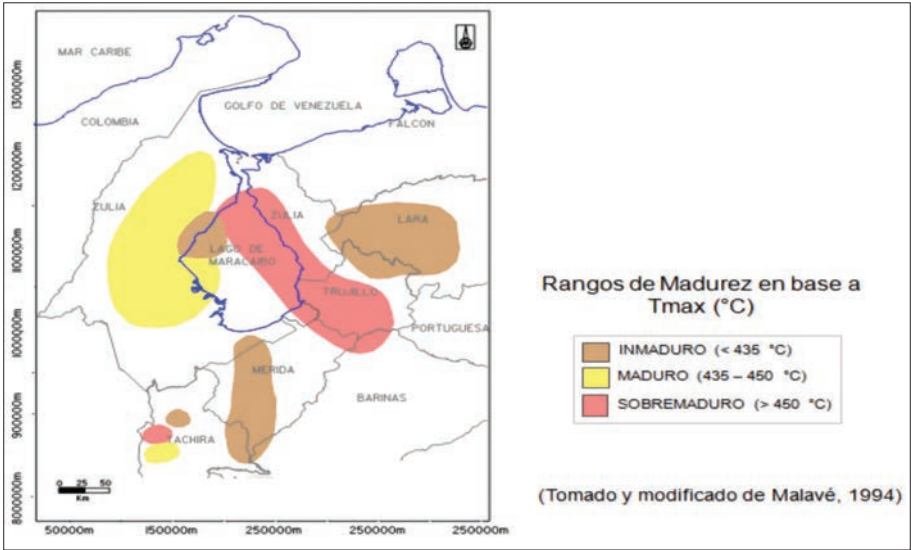 MAR CARIBE
COLOMBIA
GOLFO DE VENEZUELA
FALCON
ZULIA
ZULIA
LARA
LAGO DE
MARACAIBO
TRUJILLO
PORTUGUESA
MERIDA
BARINAS
TACHIRA
0 25 50
Km
1300000m
1200000m
1100000m
1000000m
900000m
8000000m
50000m
150000m
250000m
250000m
250000m
Rangos de Madurez en base a
Tmax (°C)
INMADURO (< 435 °C)
MADURO (435 – 450 °C)
SOBREMADURO (> 450 °C)
(Tomado y modificado de Malavé, 1994)